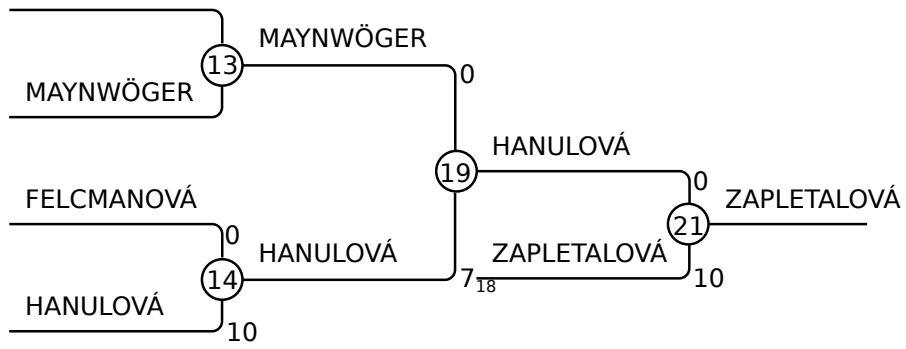 MAYNWÖGER
13
0
MAYNWÖGER
HANULOVÁ
19
0
FELCMANOVÁ
ZAPLETALOVÁ
0
21
HANULOVÁ
ZAPLETALOVÁ
14
7
18
10
HANULOVÁ
10